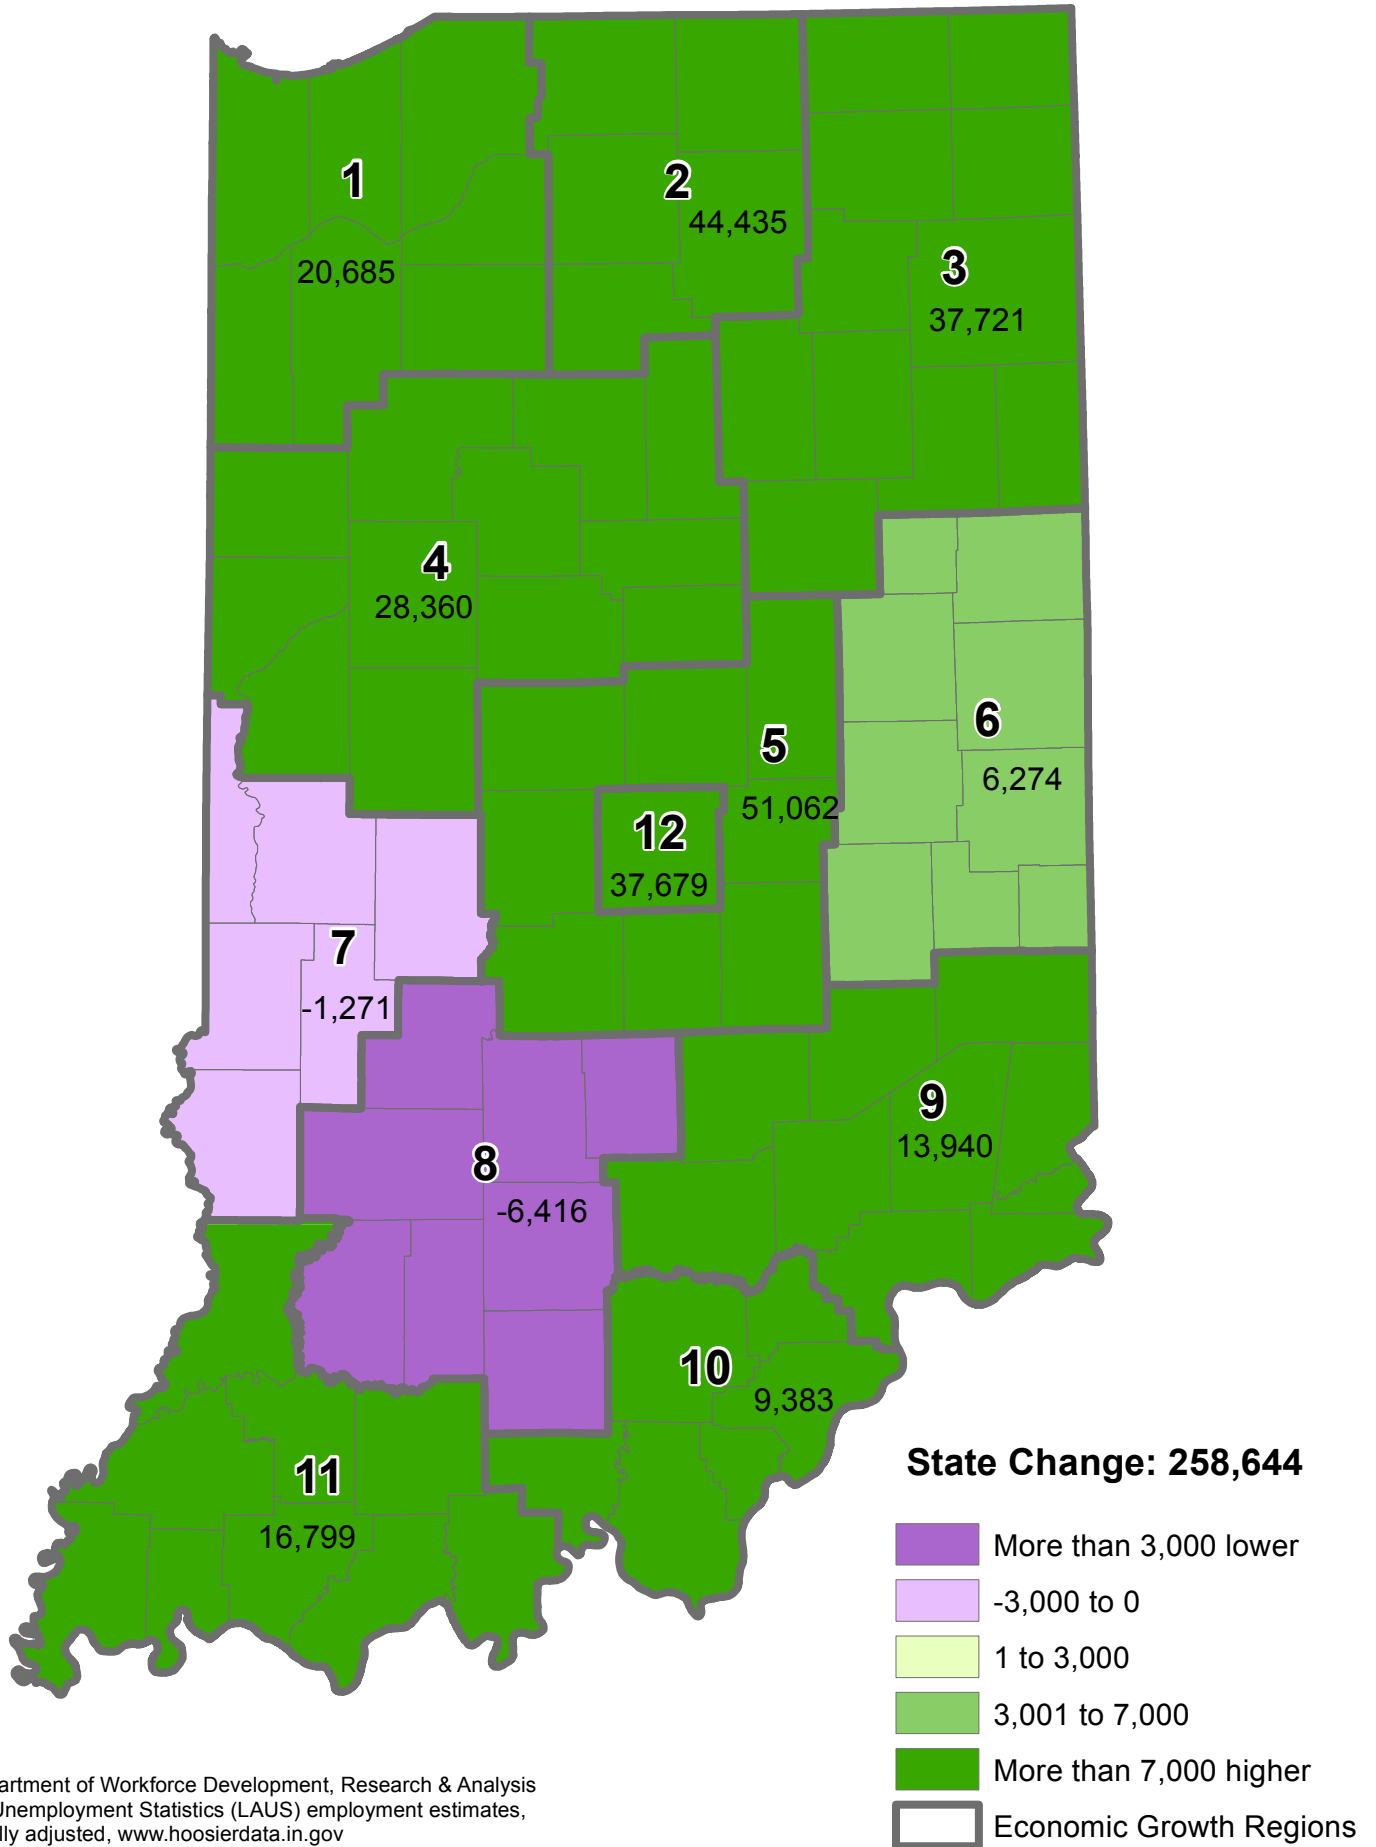 1
20,685
2
44,435
3
37,721
4
28,360
5
51,062
6
6,274
12
37,679
7
-1,271
8
-6,416
9
13,940
10
9,383
11
16,799
State Change: 258,644
More than 3,000 lower
-3,000 to 0
1 to 3,000
3,001 to 7,000
More than 7,000 higher
Economic Growth Regions
artment of Workforce Development, Research & Analysis
Unemployment Statistics (LAUS) employment estimates,
lly adjusted, www.hoosierdata.in.gov